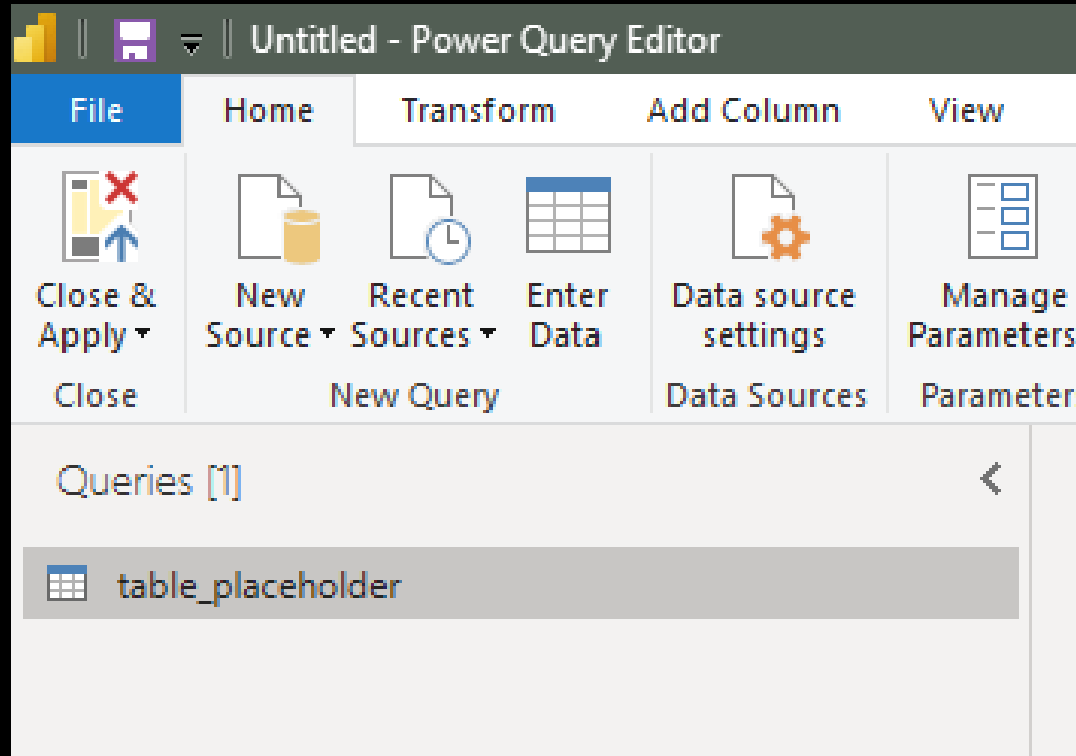 Untitled - Power Query Editor
File Home Transform Add Column View
Close & New Recent Enter Data source Manage
Apply Source Sources Data settings Parameters
Close New Query Data Sources Parameter
Queries [1]
table_placeholder